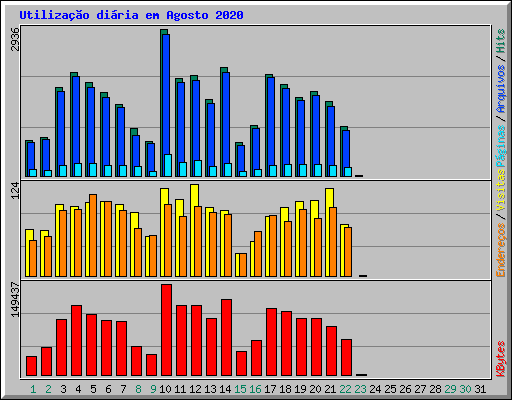 Utilização diária em Agosto 2020
2936
124
149437
Endereços / Visitas Páginas / Arquivos / Hits
KBytes
1 2 3 4 5 6 7 8 9 10 11 12 13 14 15 16 17 18 19 20 21 22 23 24 25 26 27 28 29 30 31